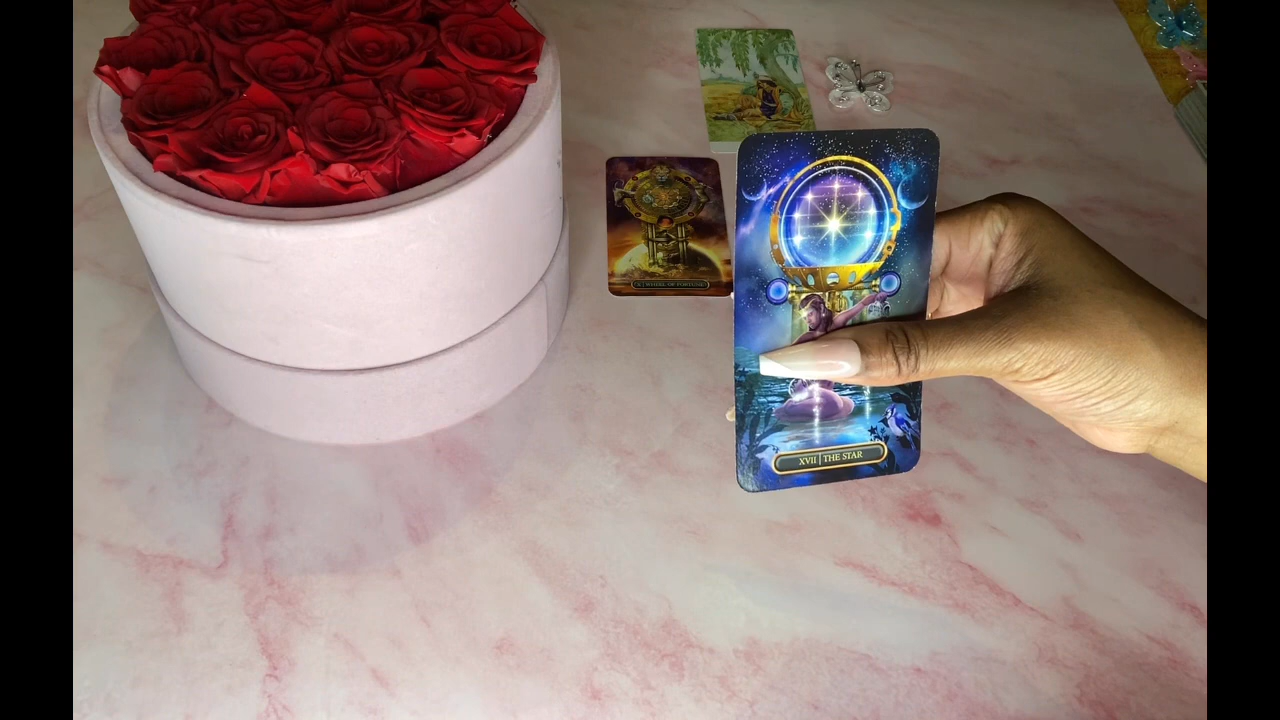 X | WHEEL OF FORTUNE
XVII | THE STAR